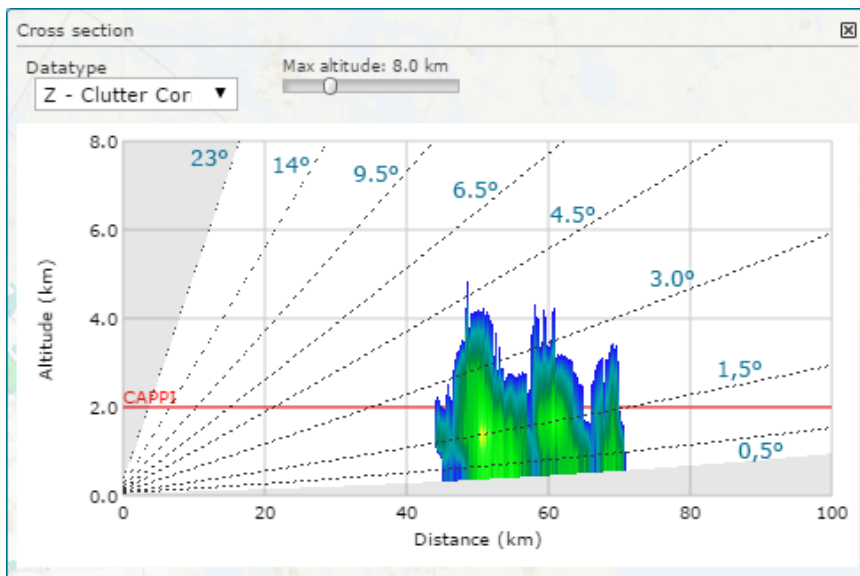 Cross section
Datatype
Max altitude: 8.0 km
Z - Clutter Cor
8.0
23º
14º
9.5º
6.5º
4.5º
6.0
3.0º
4.0
1,5º
CAPPI
2.0
0,5º
0.0
0
20
40
60
80
100
Altitude (km)
Distance (km)